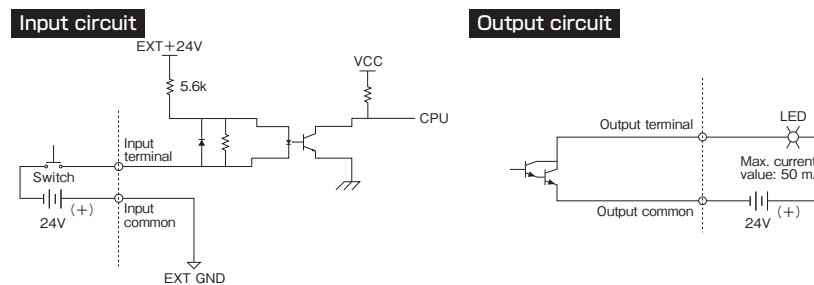 Input circuit
EXT+24V
5.6k
VCC
CPU
Input
terminal
Switch
(+)
24V
Input
common
EXT GND
Output circuit
Output terminal
LED
Max. current
value: 50 m
Output common
(+)
24V